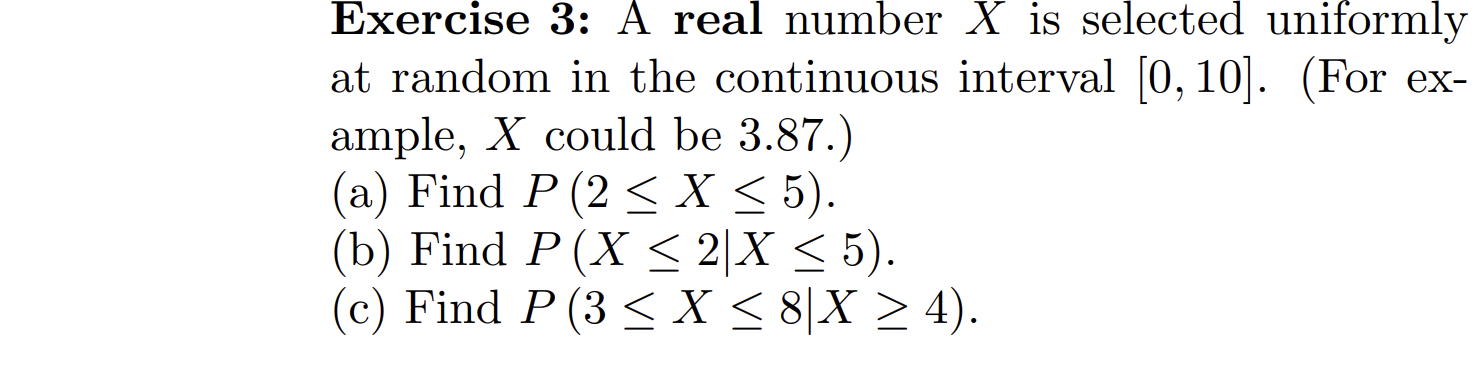 Exercise 3: A real number X is selected uniformly
at random in the continuous interval [0, 10]. (For ex-
ample, X could be 3.87.)
(a) Find P (2 ≤ X ≤ 5).
(b) Find P (X ≤ 2|X ≤ 5).
(c) Find P (3 ≤ X ≤ 8|X ≥ 4).